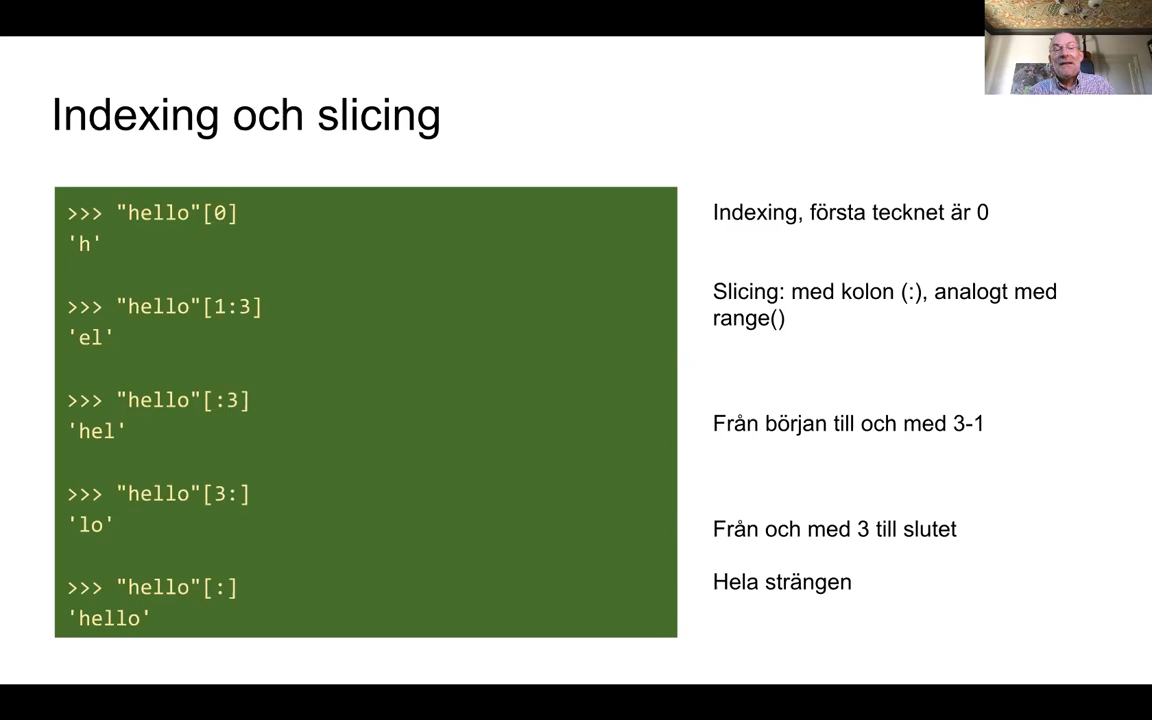 Indexing och slicing
>>> "hello"[0]
'h'
>>> "hello"[1:3]
'el'
>>> "hello"[:3]
'hel'
>>> "hello"[3:]
'lo'
>>> "hello"[:]
'hello'
Indexing, första tecknet är 0
Slicing: med kolon (:), analogt med
range()
Från början till och med 3-1
Från och med 3 till slutet
Hela strängen